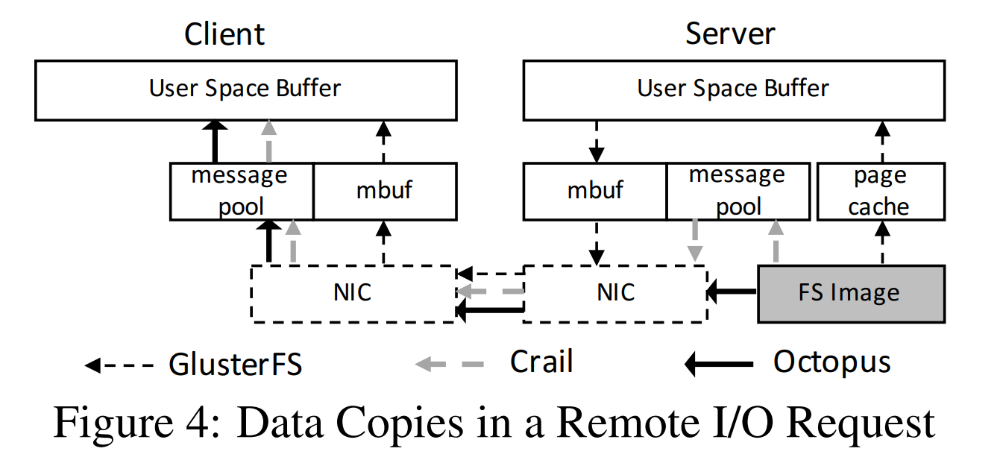 Client
Server
User Space Buffer
User Space Buffer
message
pool
mbuf
mbuf
message
pool
page
cache
NIC
NIC
FS Image
GlusterFS
Crail
Octopus
Figure 4: Data Copies in a Remote I/O Request